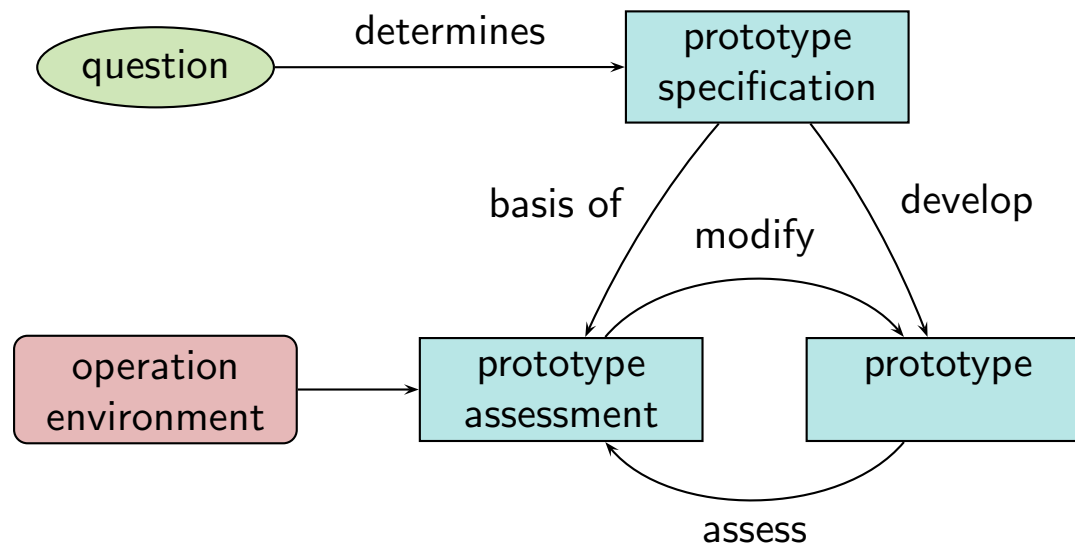 determines
question
prototype
specification
basis of
develop
modify
operation
environment
prototype
assessment
prototype
assess